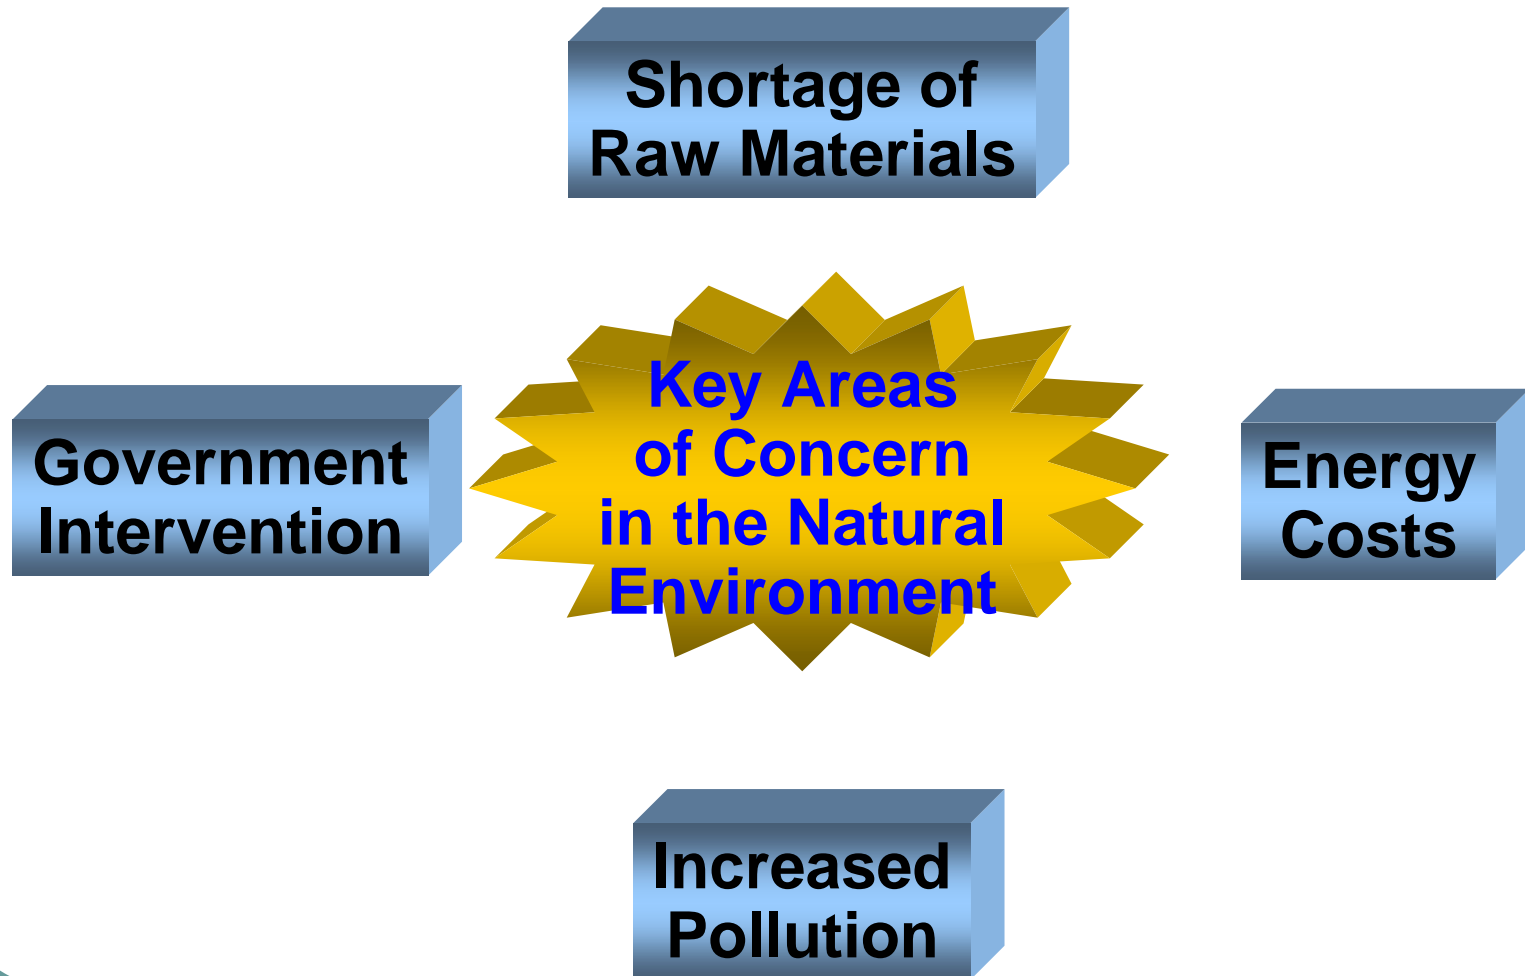 Shortage of
Raw Materials
Key Areas
of Concern
in the Natural
Environment
Government
Intervention
Energy
Costs
Increased
Pollution